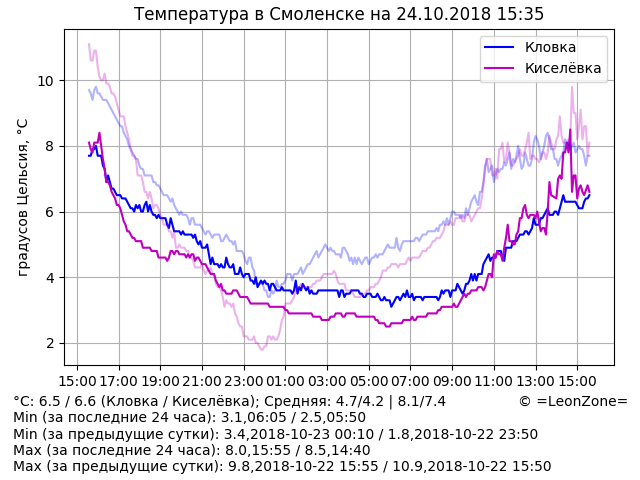 Температура в Смоленске на 24.10.2018 15:35
Кловка
Киселёвка
градусов Цельсия, °C
10
8
6
4
2
15:00 17:00 19:00 21:00 23:00 01:00 03:00 05:00 07:00 09:00 11:00 13:00 15:00
°C: 6.5 / 6.6 (Кловка / Киселёвка); Средняя: 4.7/4.2 | 8.1/7.4 © =LeonZone=
Min (за последние 24 часа): 3.1,06:05 / 2.5,05:50
Min (за предыдущие сутки): 3.4,2018-10-23 00:10 / 1.8,2018-10-22 23:50
Max (за последние 24 часа): 8.0,15:55 / 8.5,14:40
Max (за предыдущие сутки): 9.8,2018-10-22 15:55 / 10.9,2018-10-22 15:50